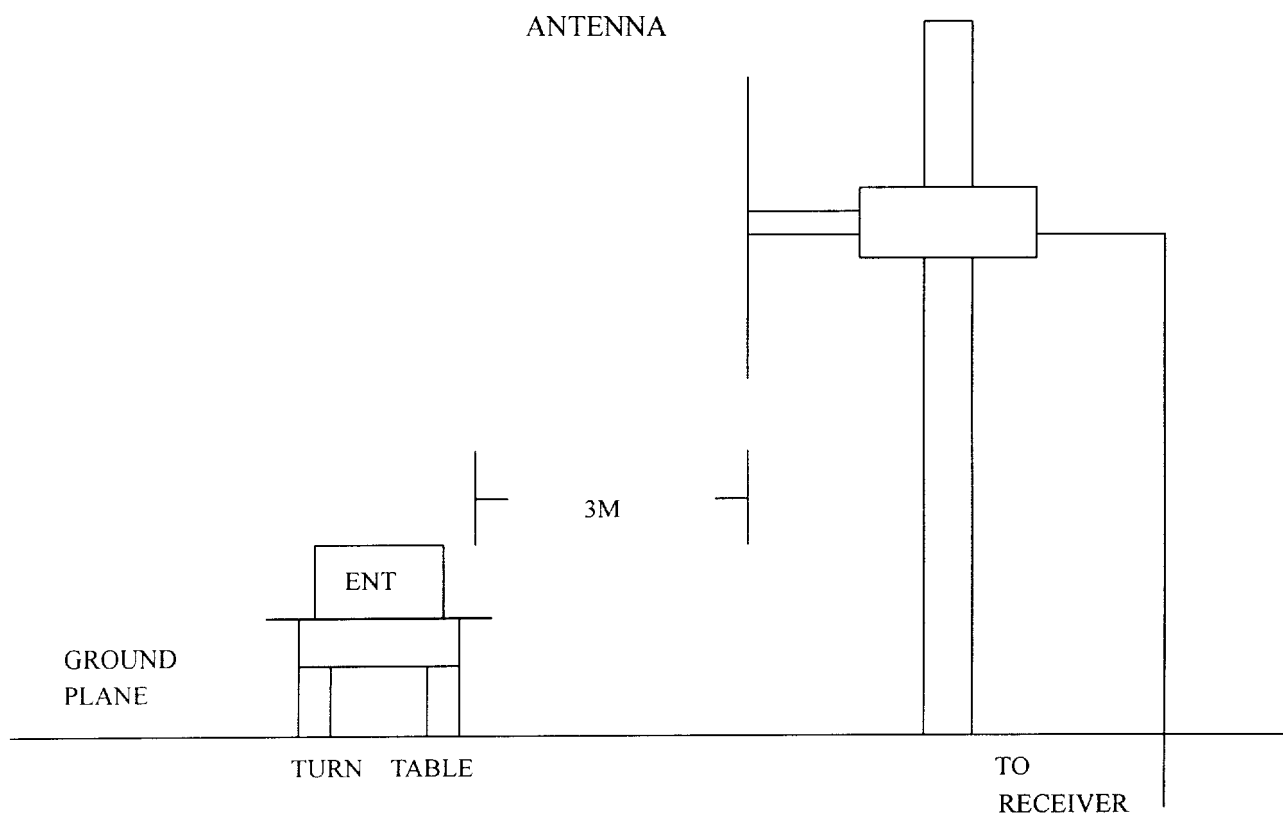 ANTENNA
3M
ENT
GROUND
PLANE
TURN TABLE
TO
RECEIVER